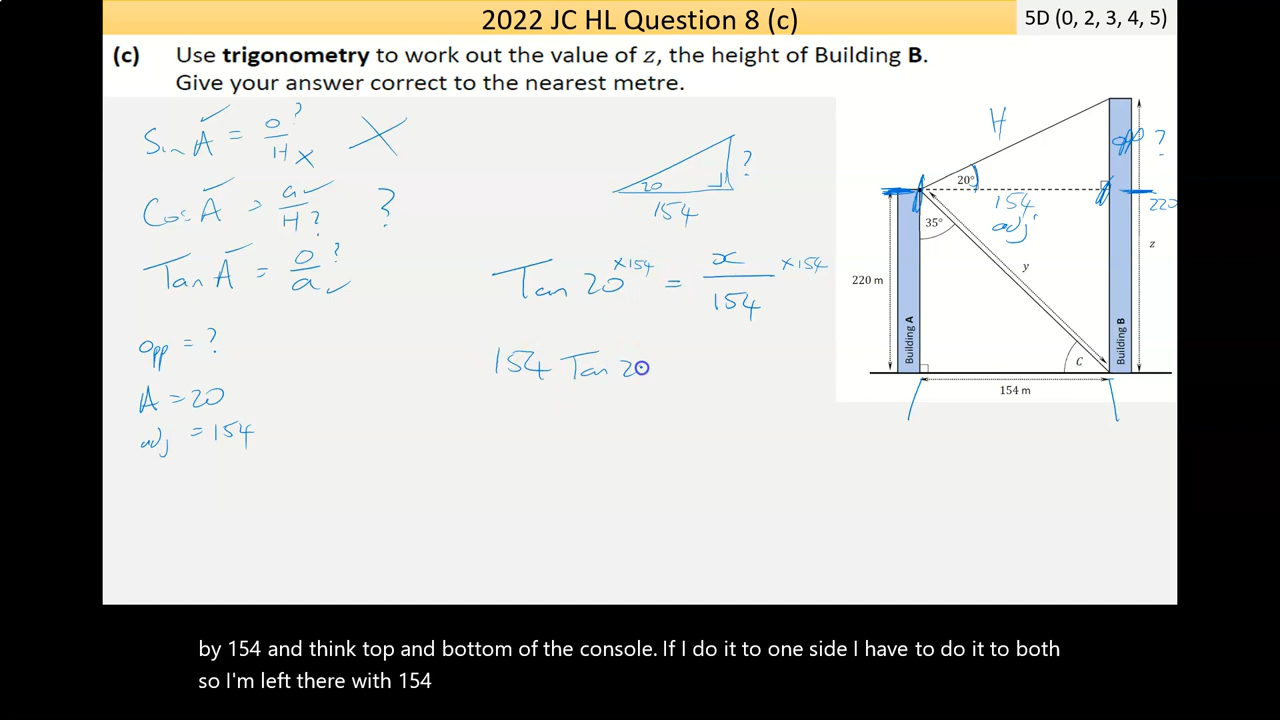 2022 JC HL Question 8 (c)
5D (0, 2, 3, 4, 5)
(c) Use trigonometry to work out the value of z, the height of Building B.
Give your answer correct to the nearest metre.
Sin A = o/H ?
Cos A = a/H ? ?
Tan A = o/a ?
opp = ?
A = 20
adj = 154
20
?
154
Tan 20 ×154 = x/154 ×154
154 Tan 20
H
opp ?
20°
154
adj
220
35°
y
z
220 m
Building A
Building B
C
154 m
by 154 and think top and bottom of the console. If I do it to one side I have to do it to both
so I'm left there with 154